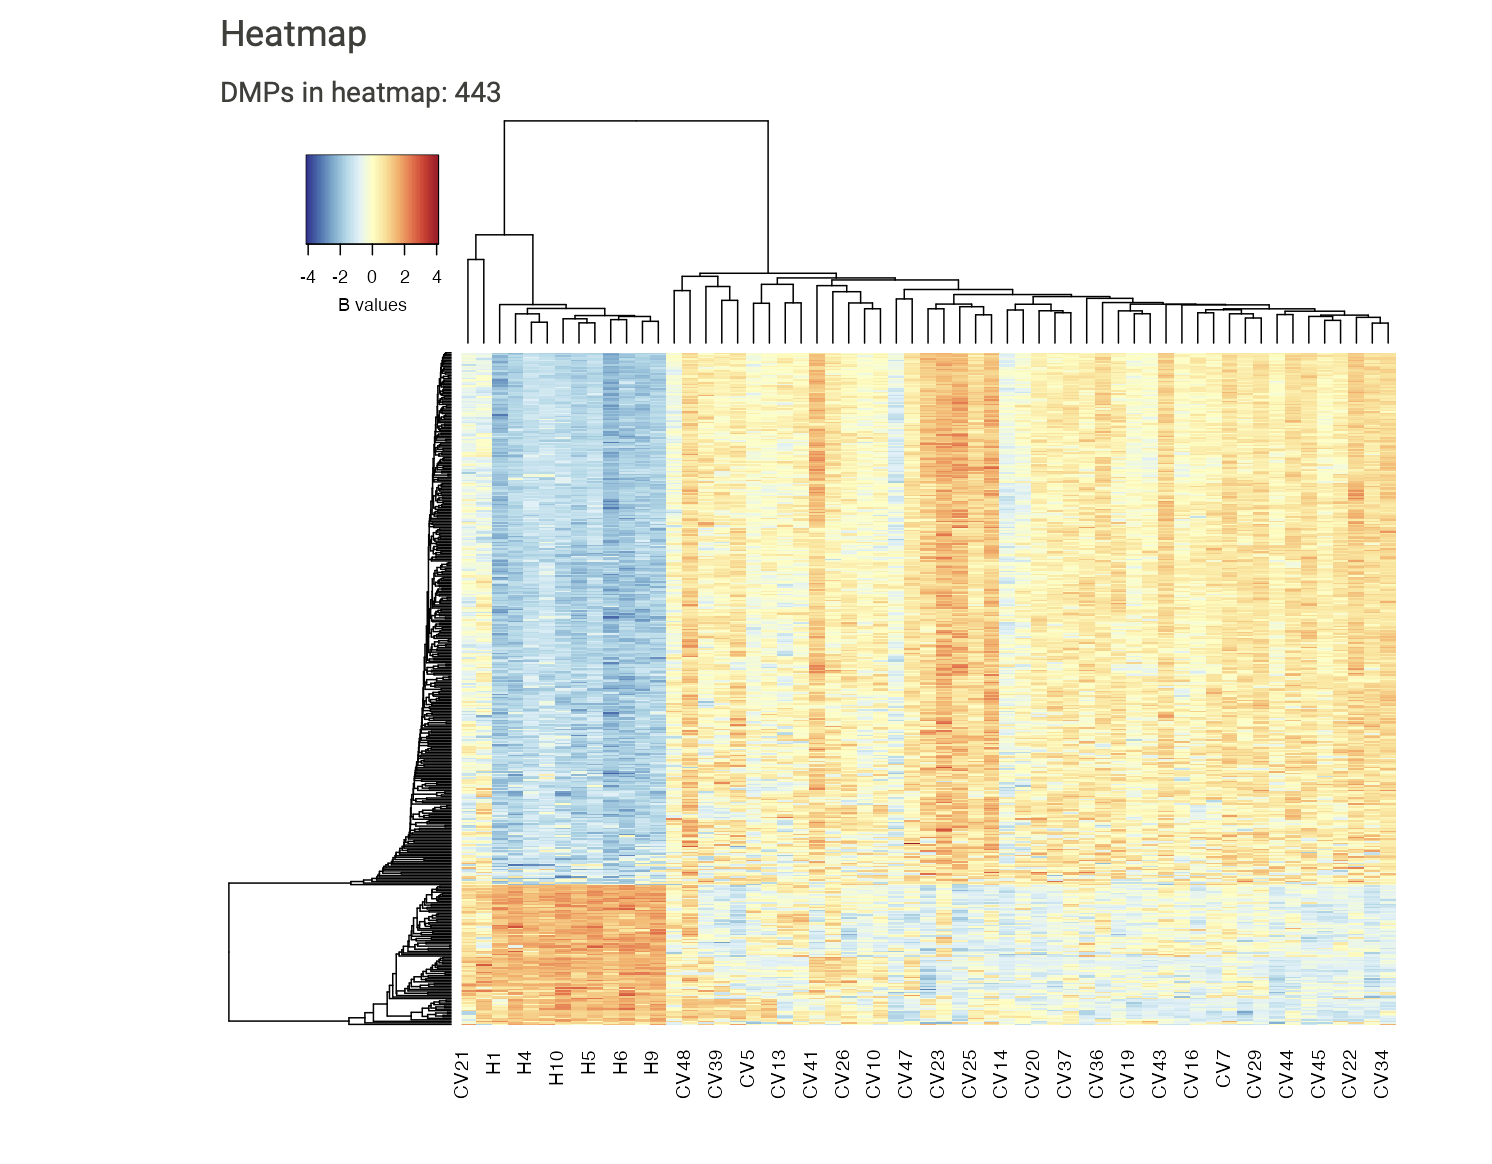 Heatmap
DMPs in heatmap: 443
-4 -2 0 2 4
B values
CV21 H1 H4 H10 H5 H6 H9 CV48 CV39 CV5 CV13 CV41 CV26 CV10 CV47 CV23 CV25 CV14 CV20 CV37 CV36 CV19 CV43 CV16 CV7 CV29 CV44 CV45 CV22 CV34